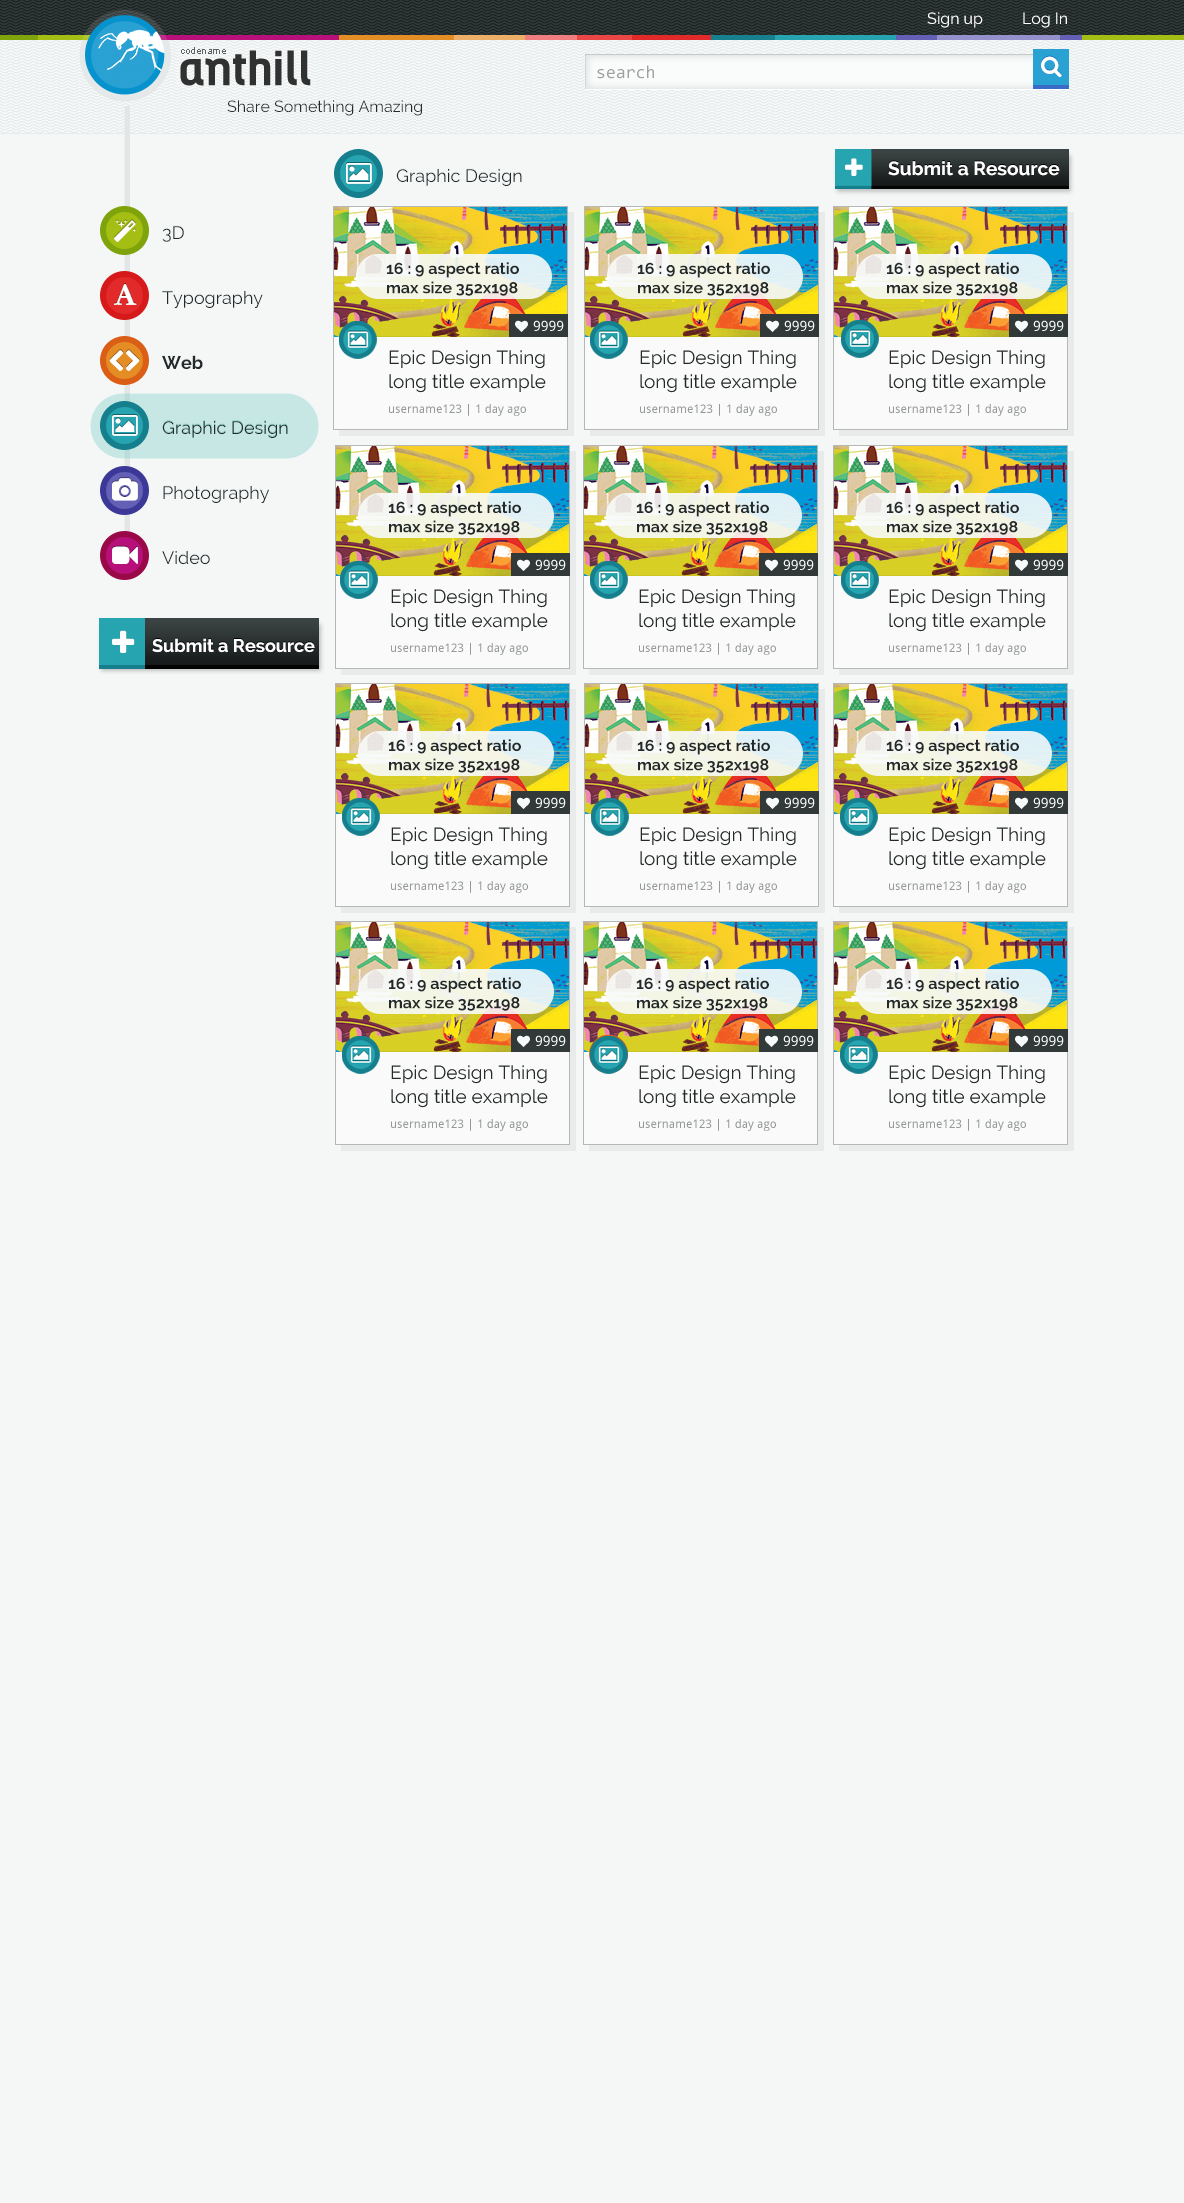 Sign up Log In
codename
anthill
search
Share Something Amazing
Graphic Design
Submit a Resource
3D
Typography
Web
Graphic Design
Photography
Video
Submit a Resource
16 : 9 aspect ratio
max size 352x198
9999
Epic Design Thing
long title example
username123 | 1 day ago
16 : 9 aspect ratio
max size 352x198
9999
Epic Design Thing
long title example
username123 | 1 day ago
16 : 9 aspect ratio
max size 352x198
9999
Epic Design Thing
long title example
username123 | 1 day ago
16 : 9 aspect ratio
max size 352x198
9999
Epic Design Thing
long title example
username123 | 1 day ago
16 : 9 aspect ratio
max size 352x198
9999
Epic Design Thing
long title example
username123 | 1 day ago
16 : 9 aspect ratio
max size 352x198
9999
Epic Design Thing
long title example
username123 | 1 day ago
16 : 9 aspect ratio
max size 352x198
9999
Epic Design Thing
long title example
username123 | 1 day ago
16 : 9 aspect ratio
max size 352x198
9999
Epic Design Thing
long title example
username123 | 1 day ago
16 : 9 aspect ratio
max size 352x198
9999
Epic Design Thing
long title example
username123 | 1 day ago
16 : 9 aspect ratio
max size 352x198
9999
Epic Design Thing
long title example
username123 | 1 day ago
16 : 9 aspect ratio
max size 352x198
9999
Epic Design Thing
long title example
username123 | 1 day ago
16 : 9 aspect ratio
max size 352x198
9999
Epic Design Thing
long title example
username123 | 1 day ago